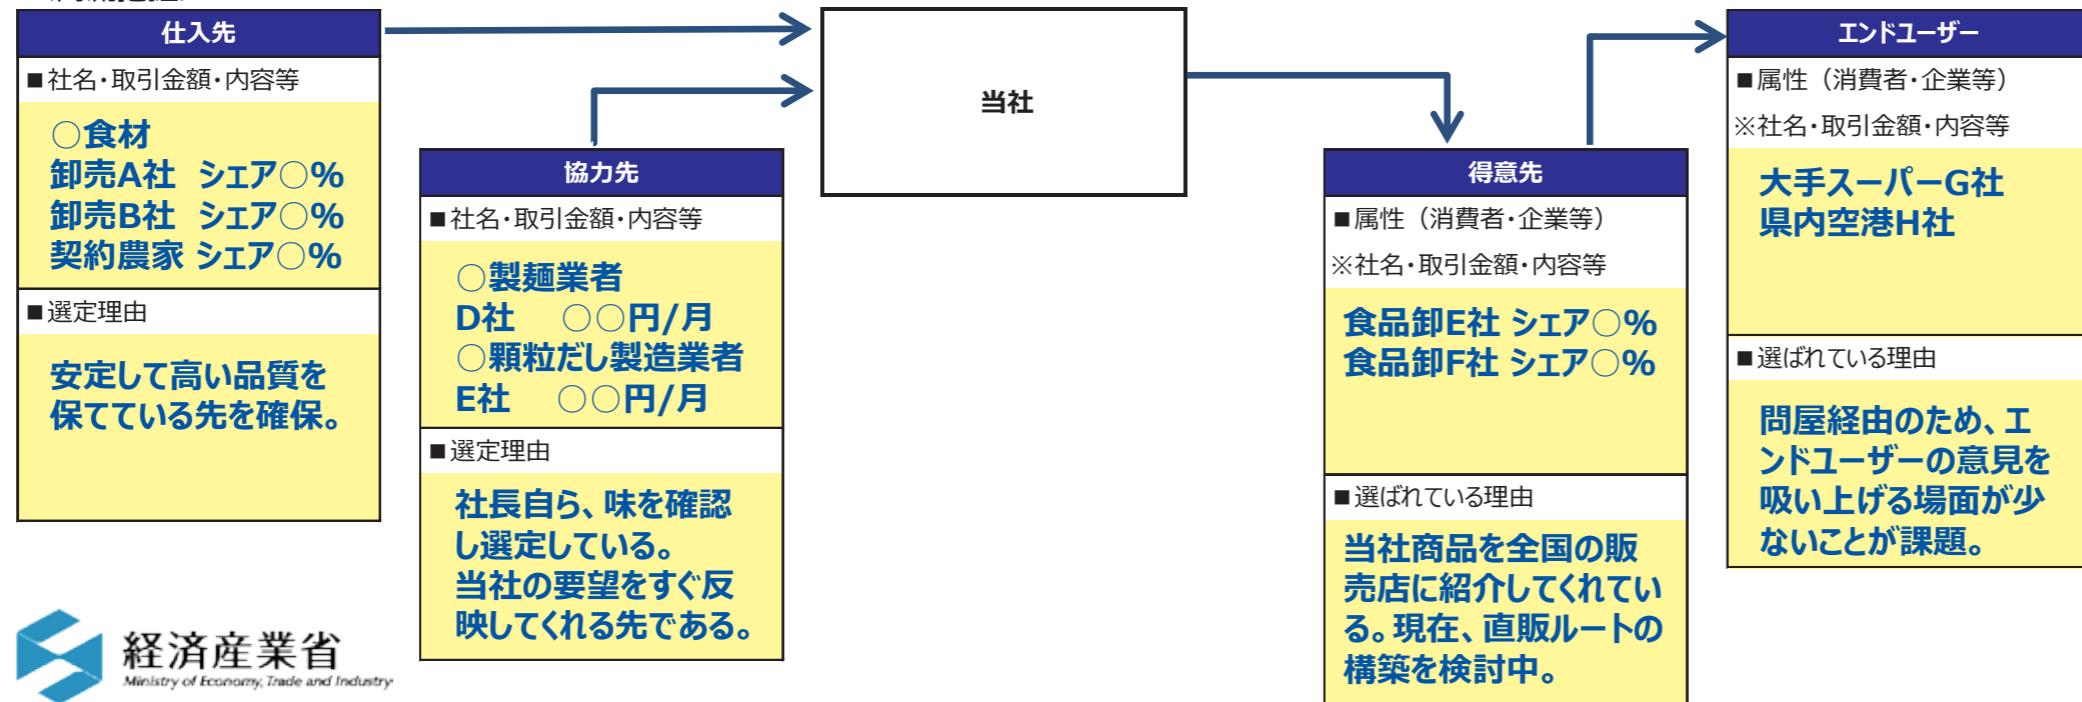 仕入先
■社名・取引金額・内容等
○食材
卸売A社 シェア○%
卸売B社 シェア○%
契約農家 シェア○%
■選定理由
安定して高い品質を
保てている先を確保。
協力先
■社名・取引金額・内容等
○製麺業者
D社 ○○円/月
○顆粒だし製造業者
E社 ○○円/月
■選定理由
社長自ら、味を確認
し選定している。
当社の要望をすぐ反
映してくれる先である。
当社
得意先
■属性（消費者・企業等）
※社名・取引金額・内容等
食品卸E社 シェア○%
食品卸F社 シェア○%
■選ばれている理由
当社商品を全国の販
売店に紹介してくれてい
る。現在、直販ルートの
構築を検討中。
エンドユーザー
■属性（消費者・企業等）
※社名・取引金額・内容等
大手スーパーG社
県内空港H社
■選ばれている理由
問屋経由のため、エ
ンドユーザーの意見を
吸い上げる場面が少
ないことが課題。
経済産業省
Ministry of Economy, Trade and Industry